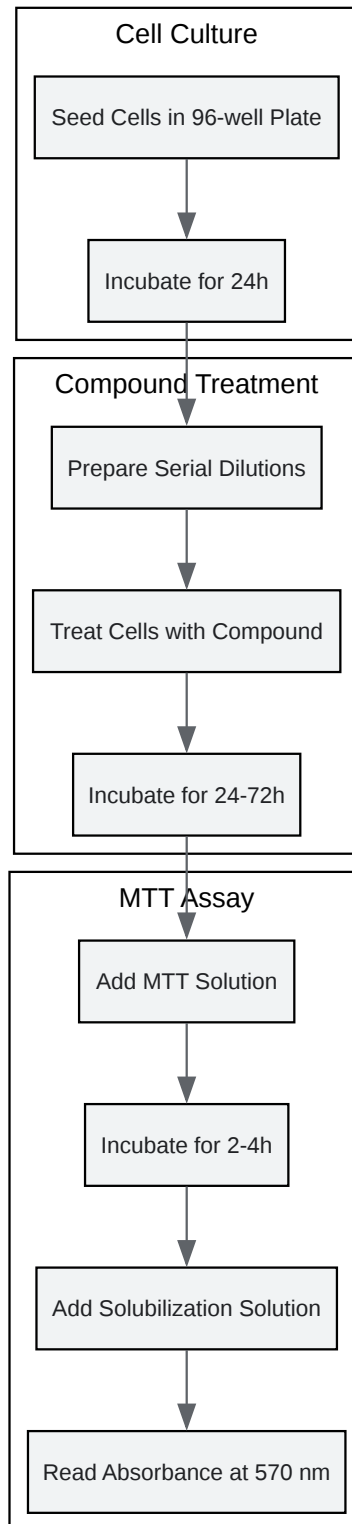 Cell Culture
Seed Cells in 96-well Plate
Incubate for 24h
Compound Treatment
Prepare Serial Dilutions
Treat Cells with Compound
Incubate for 24-72h
MTT Assay
Add MTT Solution
Incubate for 2-4h
Add Solubilization Solution
Read Absorbance at 570 nm